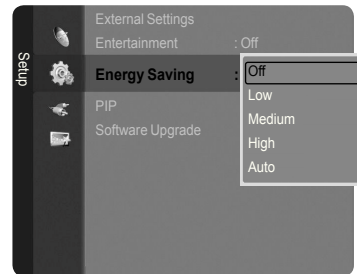 Setup
External Settings
Entertainment : Off
Energy Saving :
Off
Low
Medium
High
Auto
PIP
Software Upgrade